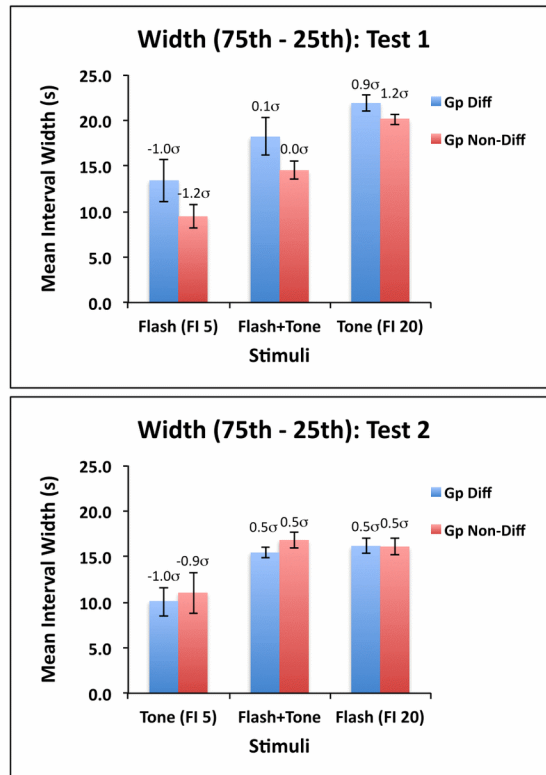 Width (75th - 25th): Test 1
Mean Interval Width (s)
25.0
20.0
15.0
10.0
5.0
0.0
-1.0σ
-1.2σ
0.1σ
0.0σ
0.9σ
1.2σ
Gp Diff
Gp Non-Diff
Flash (FI 5) Flash+Tone Tone (FI 20)
Stimuli
Width (75th - 25th): Test 2
Mean Interval Width (s)
25.0
20.0
15.0
10.0
5.0
0.0
-1.0σ
-0.9σ
0.5σ
0.5σ
0.5σ
0.5σ
Gp Diff
Gp Non-Diff
Tone (FI 5) Flash+Tone Flash (FI 20)
Stimuli